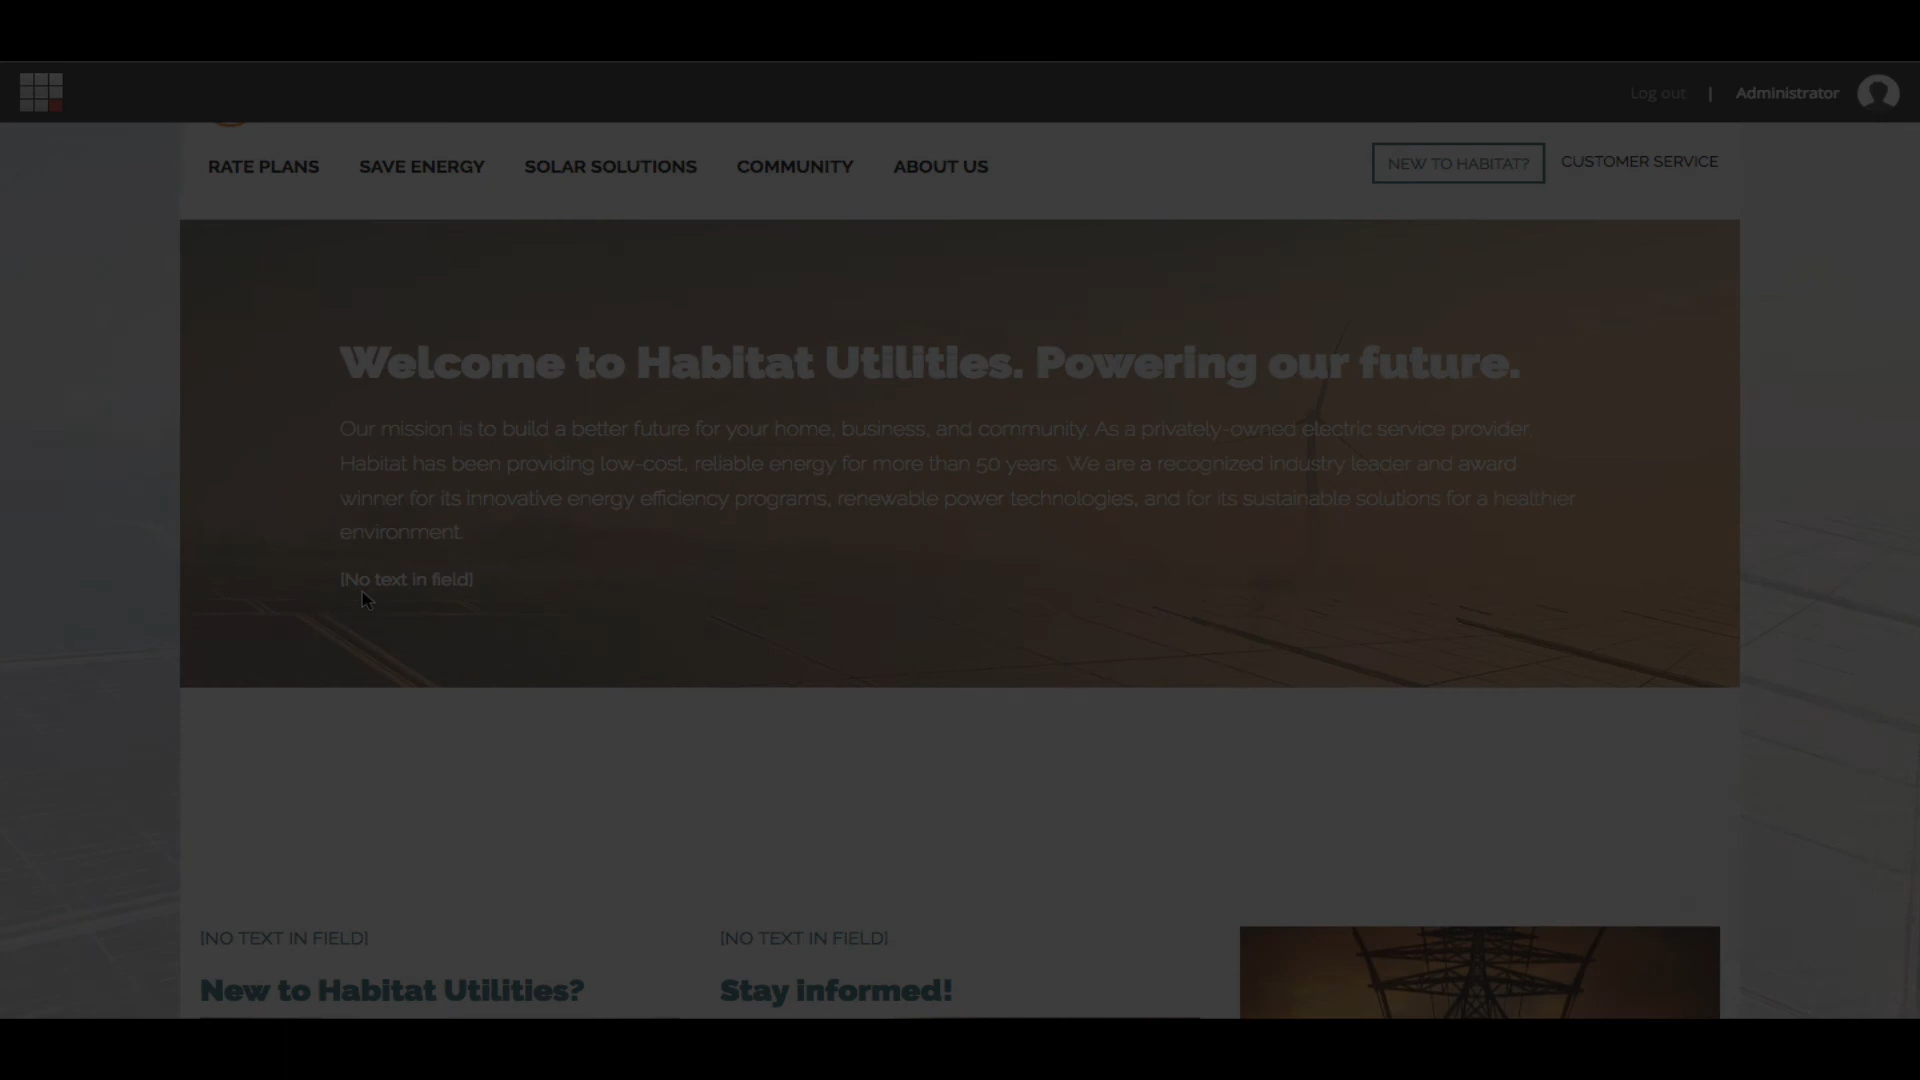 Log out | Administrator
RATE PLANS SAVE ENERGY SOLAR SOLUTIONS COMMUNITY ABOUT US NEW TO HABITAT? CUSTOMER SERVICE
Welcome to Habitat Utilities. Powering our future.
Our mission is to build a better future for your home, business, and community. As a privately-owned electric service provider,
Habitat has been providing low-cost, reliable energy for more than 50 years. We are a recognized industry leader and award
winner for its innovative energy efficiency programs, renewable power technologies, and for its sustainable solutions for a healthier
environment.
[No text in field]
[NO TEXT IN FIELD] [NO TEXT IN FIELD]
New to Habitat Utilities? Stay informed!